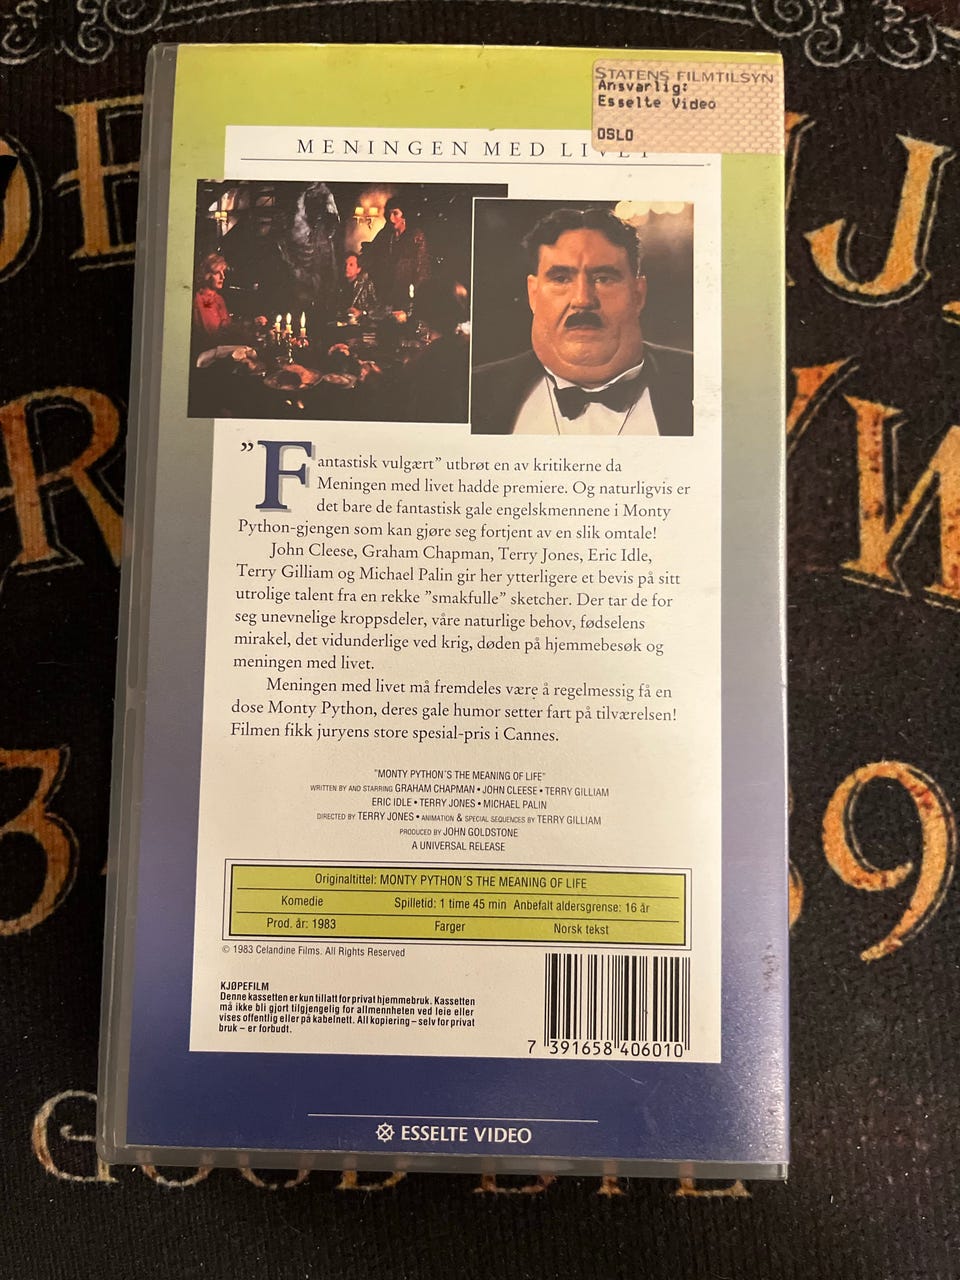 STATENS FILMTILSYN
Ansvarlig:
Esselte Video
OSLO
MENINGEN MED LIVET
”Fantastisk vulgært” utbrøt en av kritikerne da
Meningen med livet hadde premiere. Og naturligvis er
det bare de fantastisk gale engelskmennene i Monty
Python-gjengen som kan gjøre seg fortjent av en slik omtale!
John Cleese, Graham Chapman, Terry Jones, Eric Idle,
Terry Gilliam og Michael Palin gir her ytterligere et bevis på sitt
utrolige talent fra en rekke ”smakfulle” sketcher. Der tar de for
seg unevnelige kroppsdeler, våre naturlige behov, fødselens
mirakel, det vidunderlige ved krig, døden på hjemmebesøk og
meningen med livet.
Meningen med livet må fremdeles være å regelmessig få en
dose Monty Python, deres gale humor setter fart på tilværelsen!
Filmen fikk juryens store spesial-pris i Cannes.
"MONTY PYTHON'S THE MEANING OF LIFE"
WRITTEN BY AND STARRING GRAHAM CHAPMAN • JOHN CLEESE • TERRY GILLIAM
ERIC IDLE • TERRY JONES • MICHAEL PALIN
DIRECTED BY TERRY JONES • ANIMATION & SPECIAL SEQUENCES BY TERRY GILLIAM
PRODUCED BY JOHN GOLDSTONE
A UNIVERSAL RELEASE
Originaltittel: MONTY PYTHON´S THE MEANING OF LIFE
Komedie Spilletid: 1 time 45 min Anbefalt aldersgrense: 16 år
Prod. år: 1983 Farger Norsk tekst
© 1983 Celandine Films. All Rights Reserved
KJØPEFILM
Denne kassetten er kun tillatt for privat hjemmebruk. Kassetten
må ikke bli gjort tilgjengelig for allmennheten ved leie eller
vises offentlig eller på kabelnett. All kopiering – selv for privat
bruk – er forbudt.
7 391658 406010
ESSELTE VIDEO
GOOD BYE